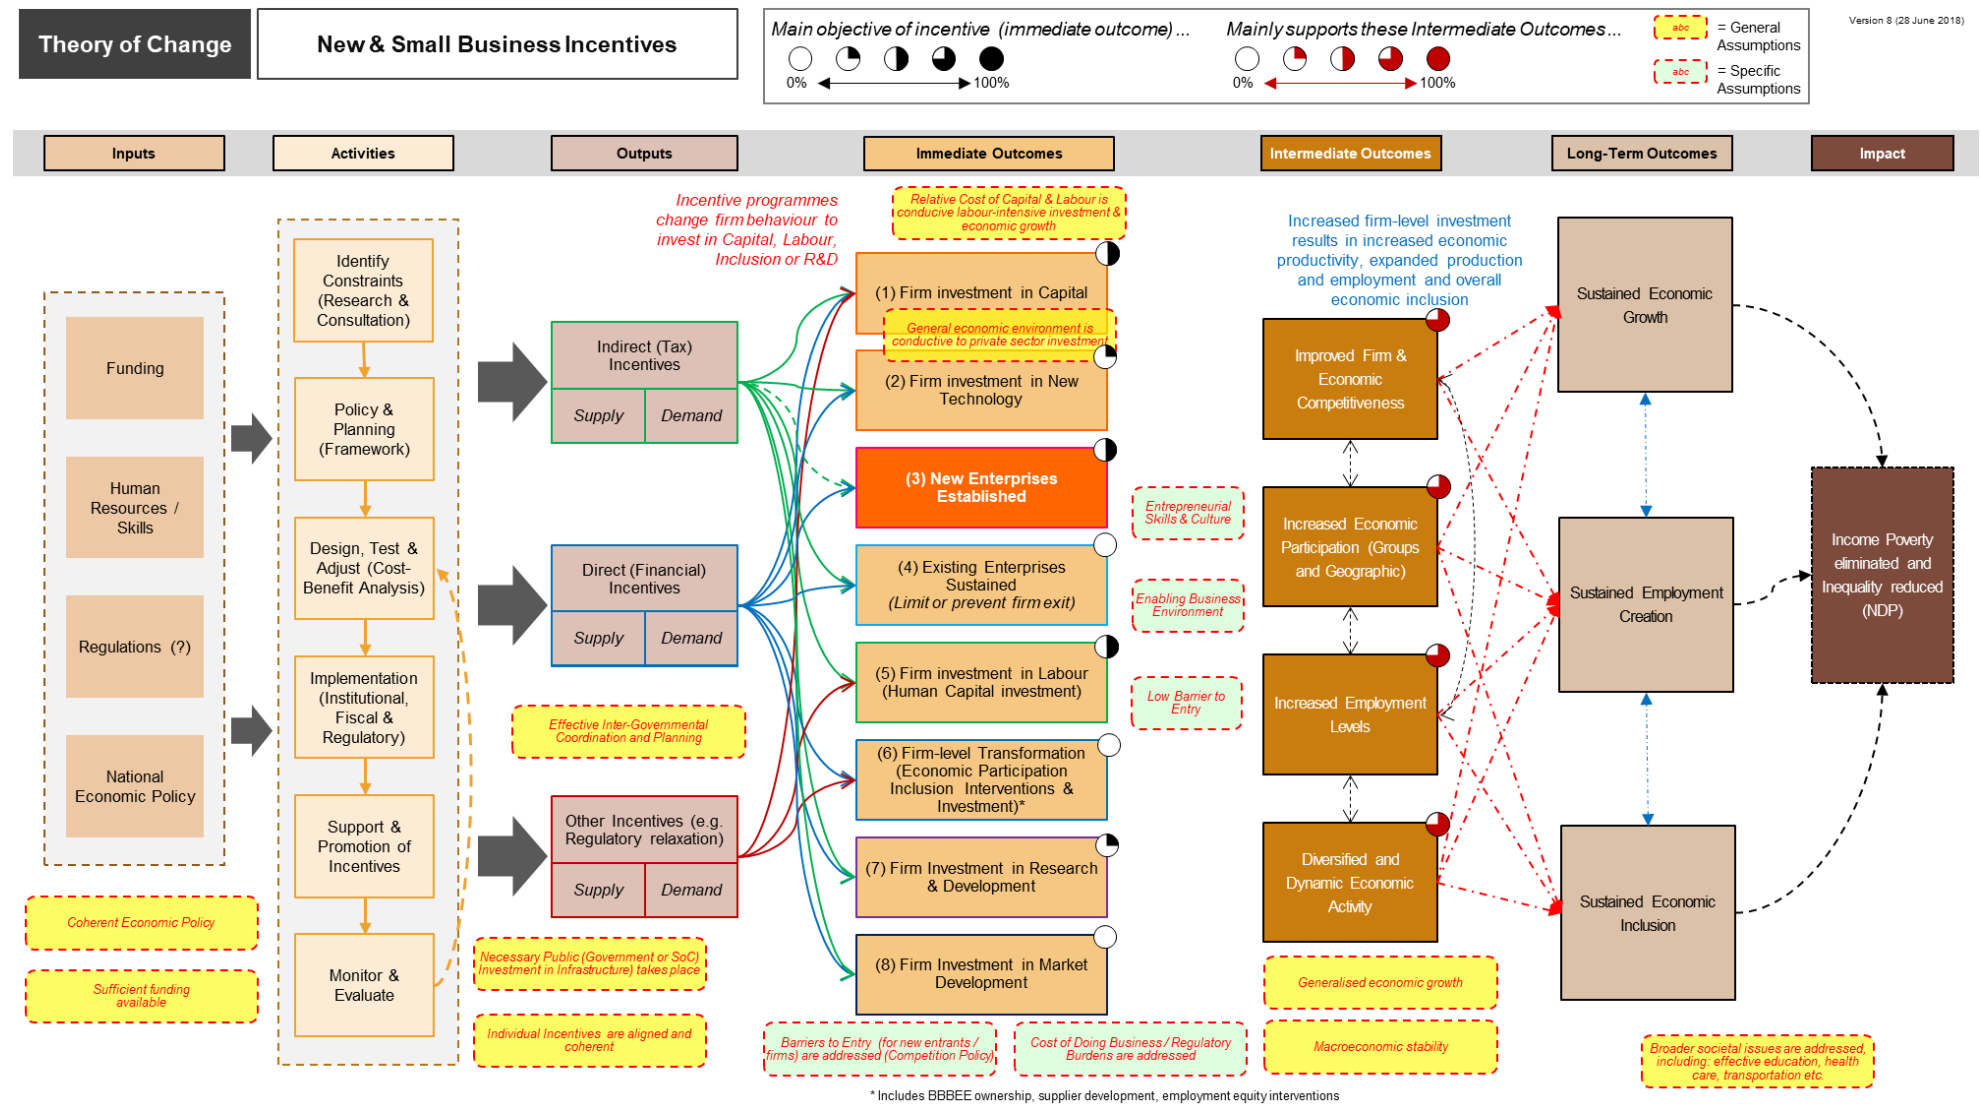 Theory of Change
New & Small Business Incentives
Main objective of incentive (immediate outcome)...
0%
100%
Mainly supports these Intermediate Outcomes...
0%
100%
abc
= General
Assumptions
abc
= Specific
Assumptions
Version 8 (28 June 2018)
Inputs
Activities
Outputs
Immediate Outcomes
Intermediate Outcomes
Long-Term Outcomes
Impact
Funding
Human
Resources /
Skills
Regulations (?)
National
Economic Policy
Coherent Economic Policy
Sufficient funding
available
Identify
Constraints
(Research &
Consultation)
Policy &
Planning
(Framework)
Design, Test &
Adjust (Cost-
Benefit Analysis)
Implementation
(Institutional,
Fiscal &
Regulatory)
Support &
Promotion of
Incentives
Monitor &
Evaluate
Incentive programmes
change firm behaviour to
invest in Capital, Labour,
Inclusion or R&D
Indirect (Tax)
Incentives
Supply
Demand
Direct (Financial)
Incentives
Supply
Demand
Effective Inter-Governmental
Coordination and Planning
Other Incentives (e.g.
Regulatory relaxation)
Supply
Demand
Necessary Public (Government or SoC)
Investment in Infrastructure) takes place
Individual Incentives are aligned and
coherent
Relative Cost of Capital & Labour is
conducive labour-intensive investment &
economic growth
(1) Firm investment in Capital
General economic environment is
conductive to private sector investment
(2) Firm investment in New
Technology
(3) New Enterprises
Established
(4) Existing Enterprises
Sustained
(Limit or prevent firm exit)
(5) Firm investment in Labour
(Human Capital investment)
(6) Firm-level Transformation
(Economic Participation
Inclusion Interventions &
Investment)*
(7) Firm Investment in Research
& Development
(8) Firm Investment in Market
Development
Entrepreneurial
Skills & Culture
Enabling Business
Environment
Low Barrier to
Entry
Barriers to Entry (for new entrants /
firms) are addressed (Competition Policy)
Cost of Doing Business / Regulatory
Burdens are addressed
Increased firm-level investment
results in increased economic
productivity, expanded production
and employment and overall
economic inclusion
Improved Firm &
Economic
Competitiveness
Increased Economic
Participation (Groups
and Geographic)
Increased Employment
Levels
Diversified and
Dynamic Economic
Activity
Generalised economic growth
Macroeconomic stability
Sustained Economic
Growth
Sustained Employment
Creation
Sustained Economic
Inclusion
Income Poverty
eliminated and
Inequality reduced
(NDP)
Broader societal issues are addressed,
including: effective education, health
care, transportation etc.
* Includes BBBEE ownership, supplier development, employment equity interventions